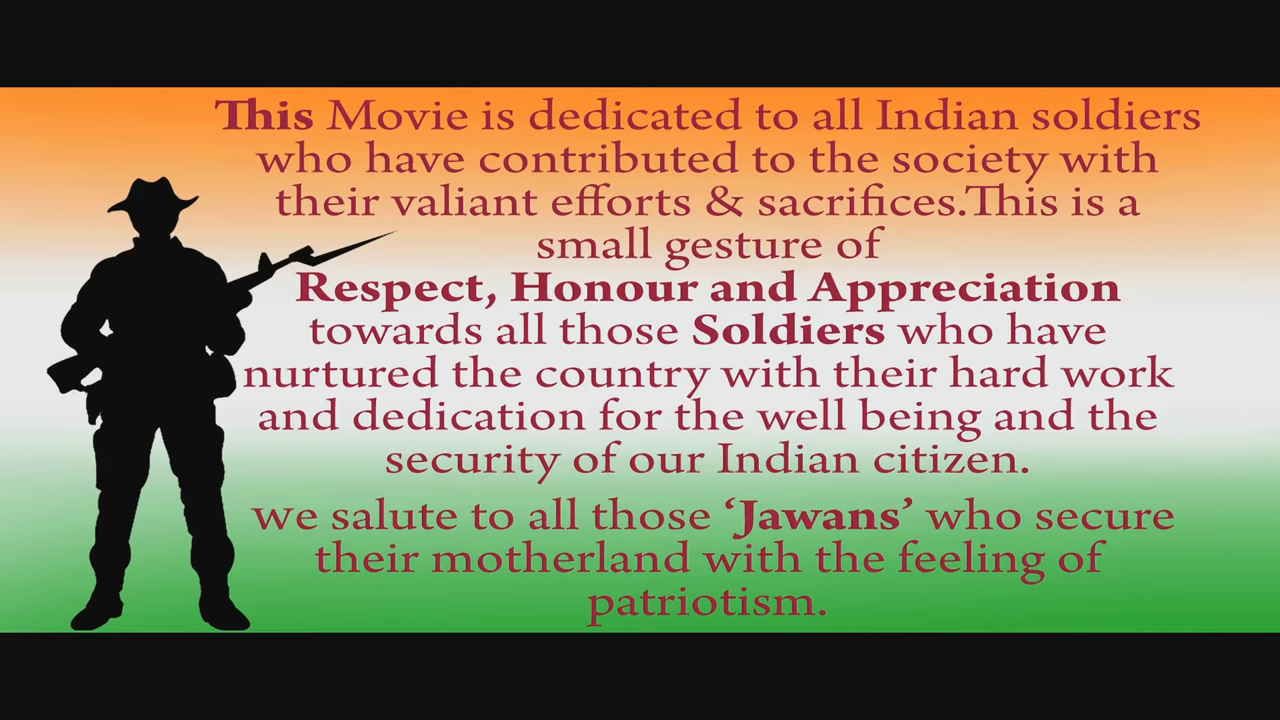 This Movie is dedicated to all Indian soldiers
who have contributed to the society with
their valiant efforts & sacrifices.This is a
small gesture of
Respect, Honour and Appreciation
towards all those Soldiers who have
nurtured the country with their hard work
and dedication for the well being and the
security of our Indian citizen.
we salute to all those ‘Jawans’ who secure
their motherland with the feeling of
patriotism.